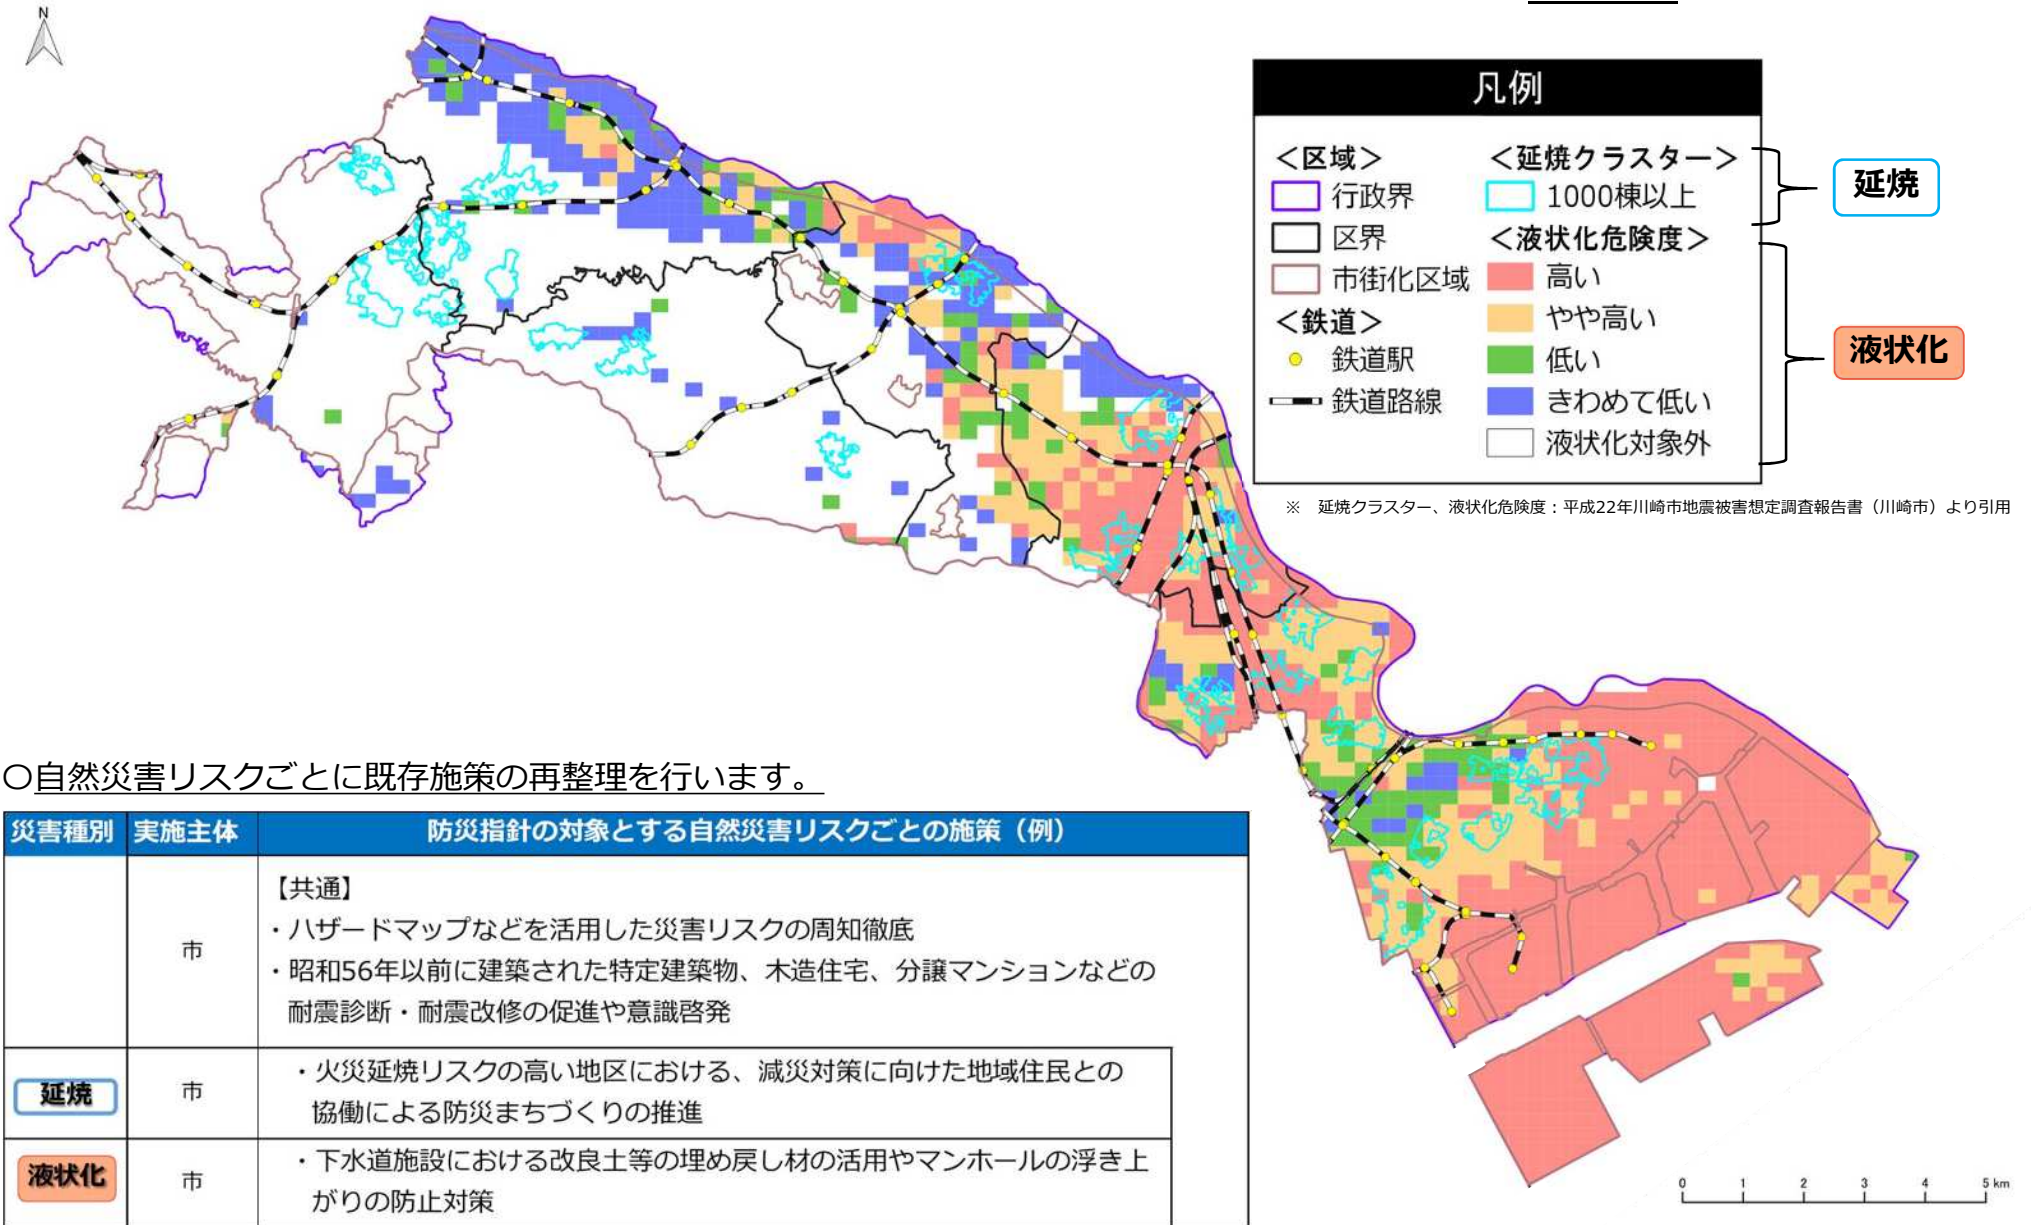 N
凡例
＜区域＞
行政界
区界
市街化区域
＜鉄道＞
鉄道駅
鉄道路線
＜延焼クラスター＞
1000棟以上
＜液状化危険度＞
高い
やや高い
低い
きわめて低い
液状化対象外
延焼
液状化
※　延焼クラスター、液状化危険度：平成22年川崎市地震被害想定調査報告書（川崎市）より引用
〇自然災害リスクごとに既存施策の再整理を行います。
災害種別 実施主体 防災指針の対象とする自然災害リスクごとの施策（例）
【共通】
・ハザードマップなどを活用した災害リスクの周知徹底
市
・昭和56年以前に建築された特定建築物、木造住宅、分譲マンションなどの
耐震診断・耐震改修の促進や意識啓発
延焼 市 ・火災延焼リスクの高い地区における、減災対策に向けた地域住民との
協働による防災まちづくりの推進
液状化 市 ・下水道施設における改良土等の埋め戻し材の活用やマンホールの浮き上
がりの防止対策
0 1 2 3 4 5 km